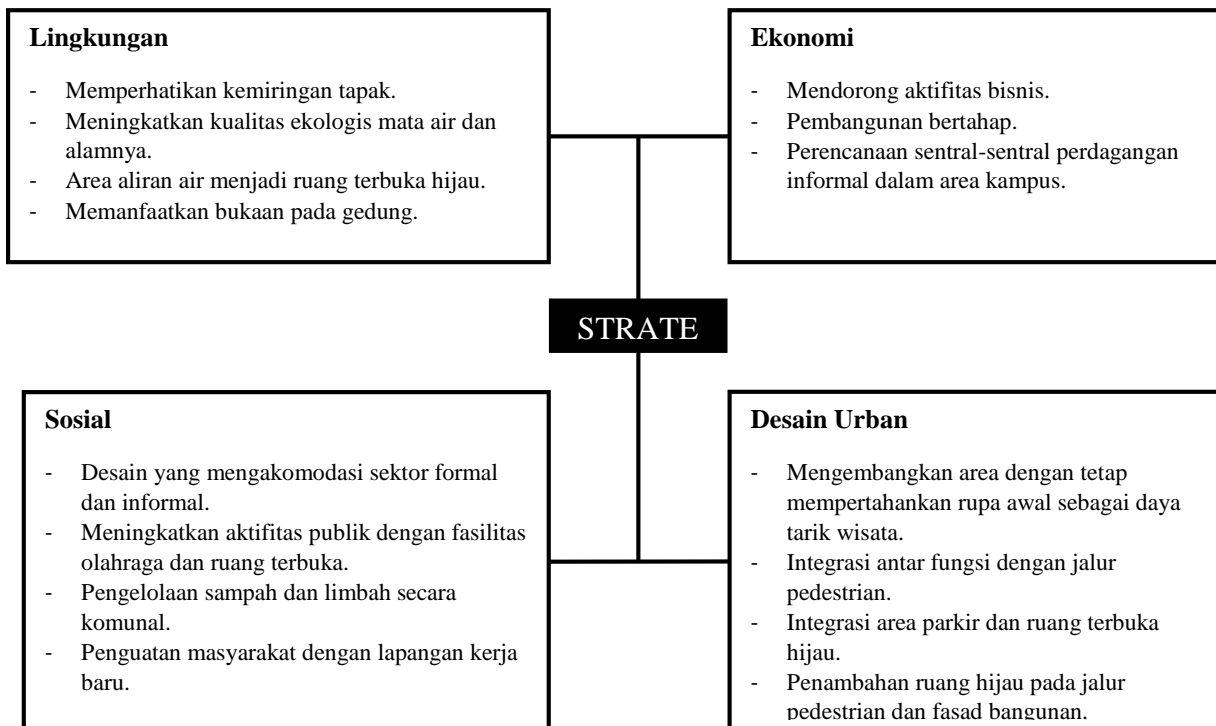 Lingkungan
- Memperhatikan kemiringan tapak.
- Meningkatkan kualitas ekologis mata air dan
alamnya.
- Area aliran air menjadi ruang terbuka hijau.
- Memanfaatkan bukaan pada gedung.
Ekonomi
- Mendorong aktifitas bisnis.
- Pembangunan bertahap.
- Perencanaan sentral-sentral perdagangan
informal dalam area kampus.
STRATE
Sosial
- Desain yang mengakomodasi sektor formal
dan informal.
- Meningkatkan aktifitas publik dengan fasilitas
olahraga dan ruang terbuka.
- Pengelolaan sampah dan limbah secara
komunal.
- Penguatan masyarakat dengan lapangan kerja
baru.
Desain Urban
- Mengembangkan area dengan tetap
mempertahankan rupa awal sebagai daya
tarik wisata.
- Integrasi antar fungsi dengan jalur
pedestrian.
- Integrasi area parkir dan ruang terbuka
hijau.
- Penambahan ruang hijau pada jalur
pedestrian dan fasad bangunan.